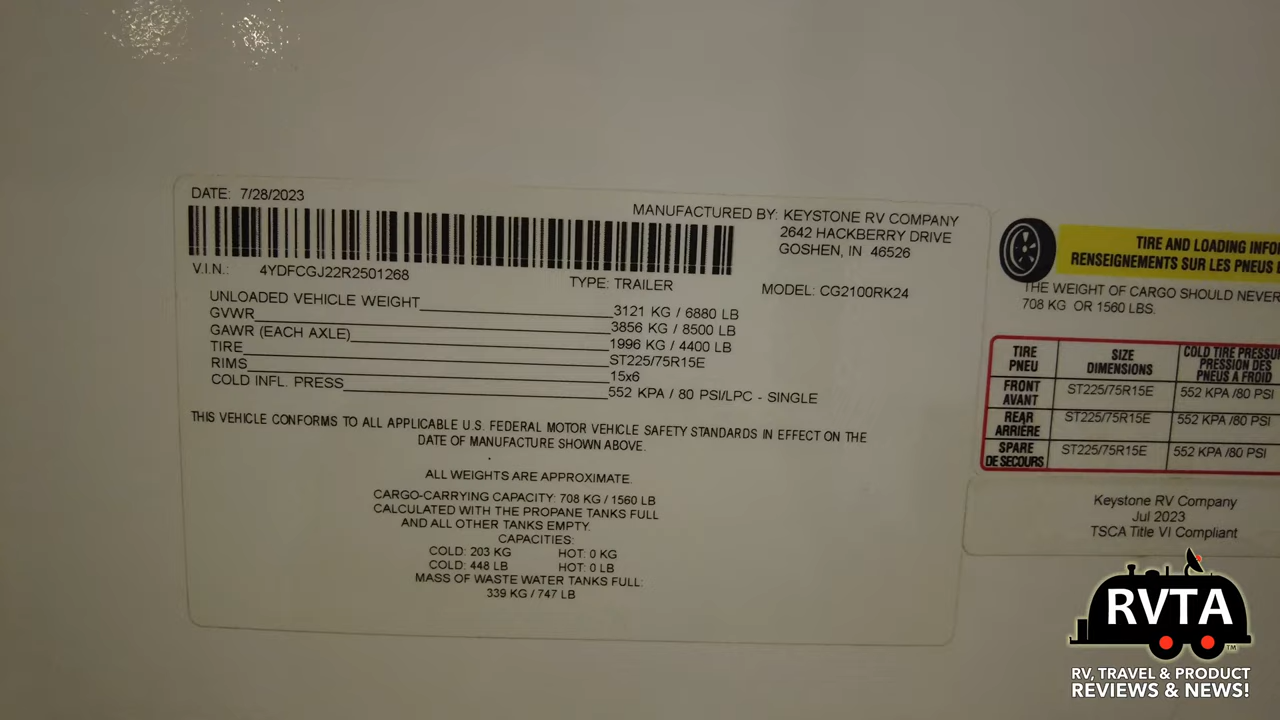 DATE: 7/28/2023
MANUFACTURED BY: KEYSTONE RV COMPANY
2642 HACKBERRY DRIVE
GOSHEN, IN 46526
V.I.N.: 4YDFCGJ22R2501268
TYPE: TRAILER
MODEL: CG2100RK24
UNLOADED VEHICLE WEIGHT 3121 KG / 6880 LB
GVWR 3856 KG / 8500 LB
GAWR (EACH AXLE) 1996 KG / 4400 LB
TIRE ST225/75R15E
RIMS 15x6
COLD INFL. PRESS 552 KPA / 80 PSI/LPC - SINGLE
THIS VEHICLE CONFORMS TO ALL APPLICABLE U.S. FEDERAL MOTOR VEHICLE SAFETY STANDARDS IN EFFECT ON THE
DATE OF MANUFACTURE SHOWN ABOVE.
ALL WEIGHTS ARE APPROXIMATE.
CARGO-CARRYING CAPACITY: 708 KG / 1560 LB
CALCULATED WITH THE PROPANE TANKS FULL
AND ALL OTHER TANKS EMPTY.
CAPACITIES:
COLD: 203 KG HOT: 0 KG
COLD: 448 LB HOT: 0 LB
MASS OF WASTE WATER TANKS FULL:
339 KG / 747 LB
TIRE AND LOADING INFO
RENSEIGNEMENTS SUR LES PNEUS
THE WEIGHT OF CARGO SHOULD NEVER
708 KG OR 1560 LBS.
TIRE
PNEU
SIZE
DIMENSIONS
COLD TIRE PRESSU
PRESSION DES
PNEUS A FROID
FRONT
AVANT
ST225/75R15E
552 KPA /80 PSI
REAR
ARRIÈRE
ST225/75R15E
552 KPA /80 PSI
SPARE
DE SECOURS
ST225/75R15E
552 KPA /80 PSI
Keystone RV Company
Jul 2023
TSCA Title VI Compliant
RVTA
TM
RV, TRAVEL & PRODUCT
REVIEWS & NEWS!